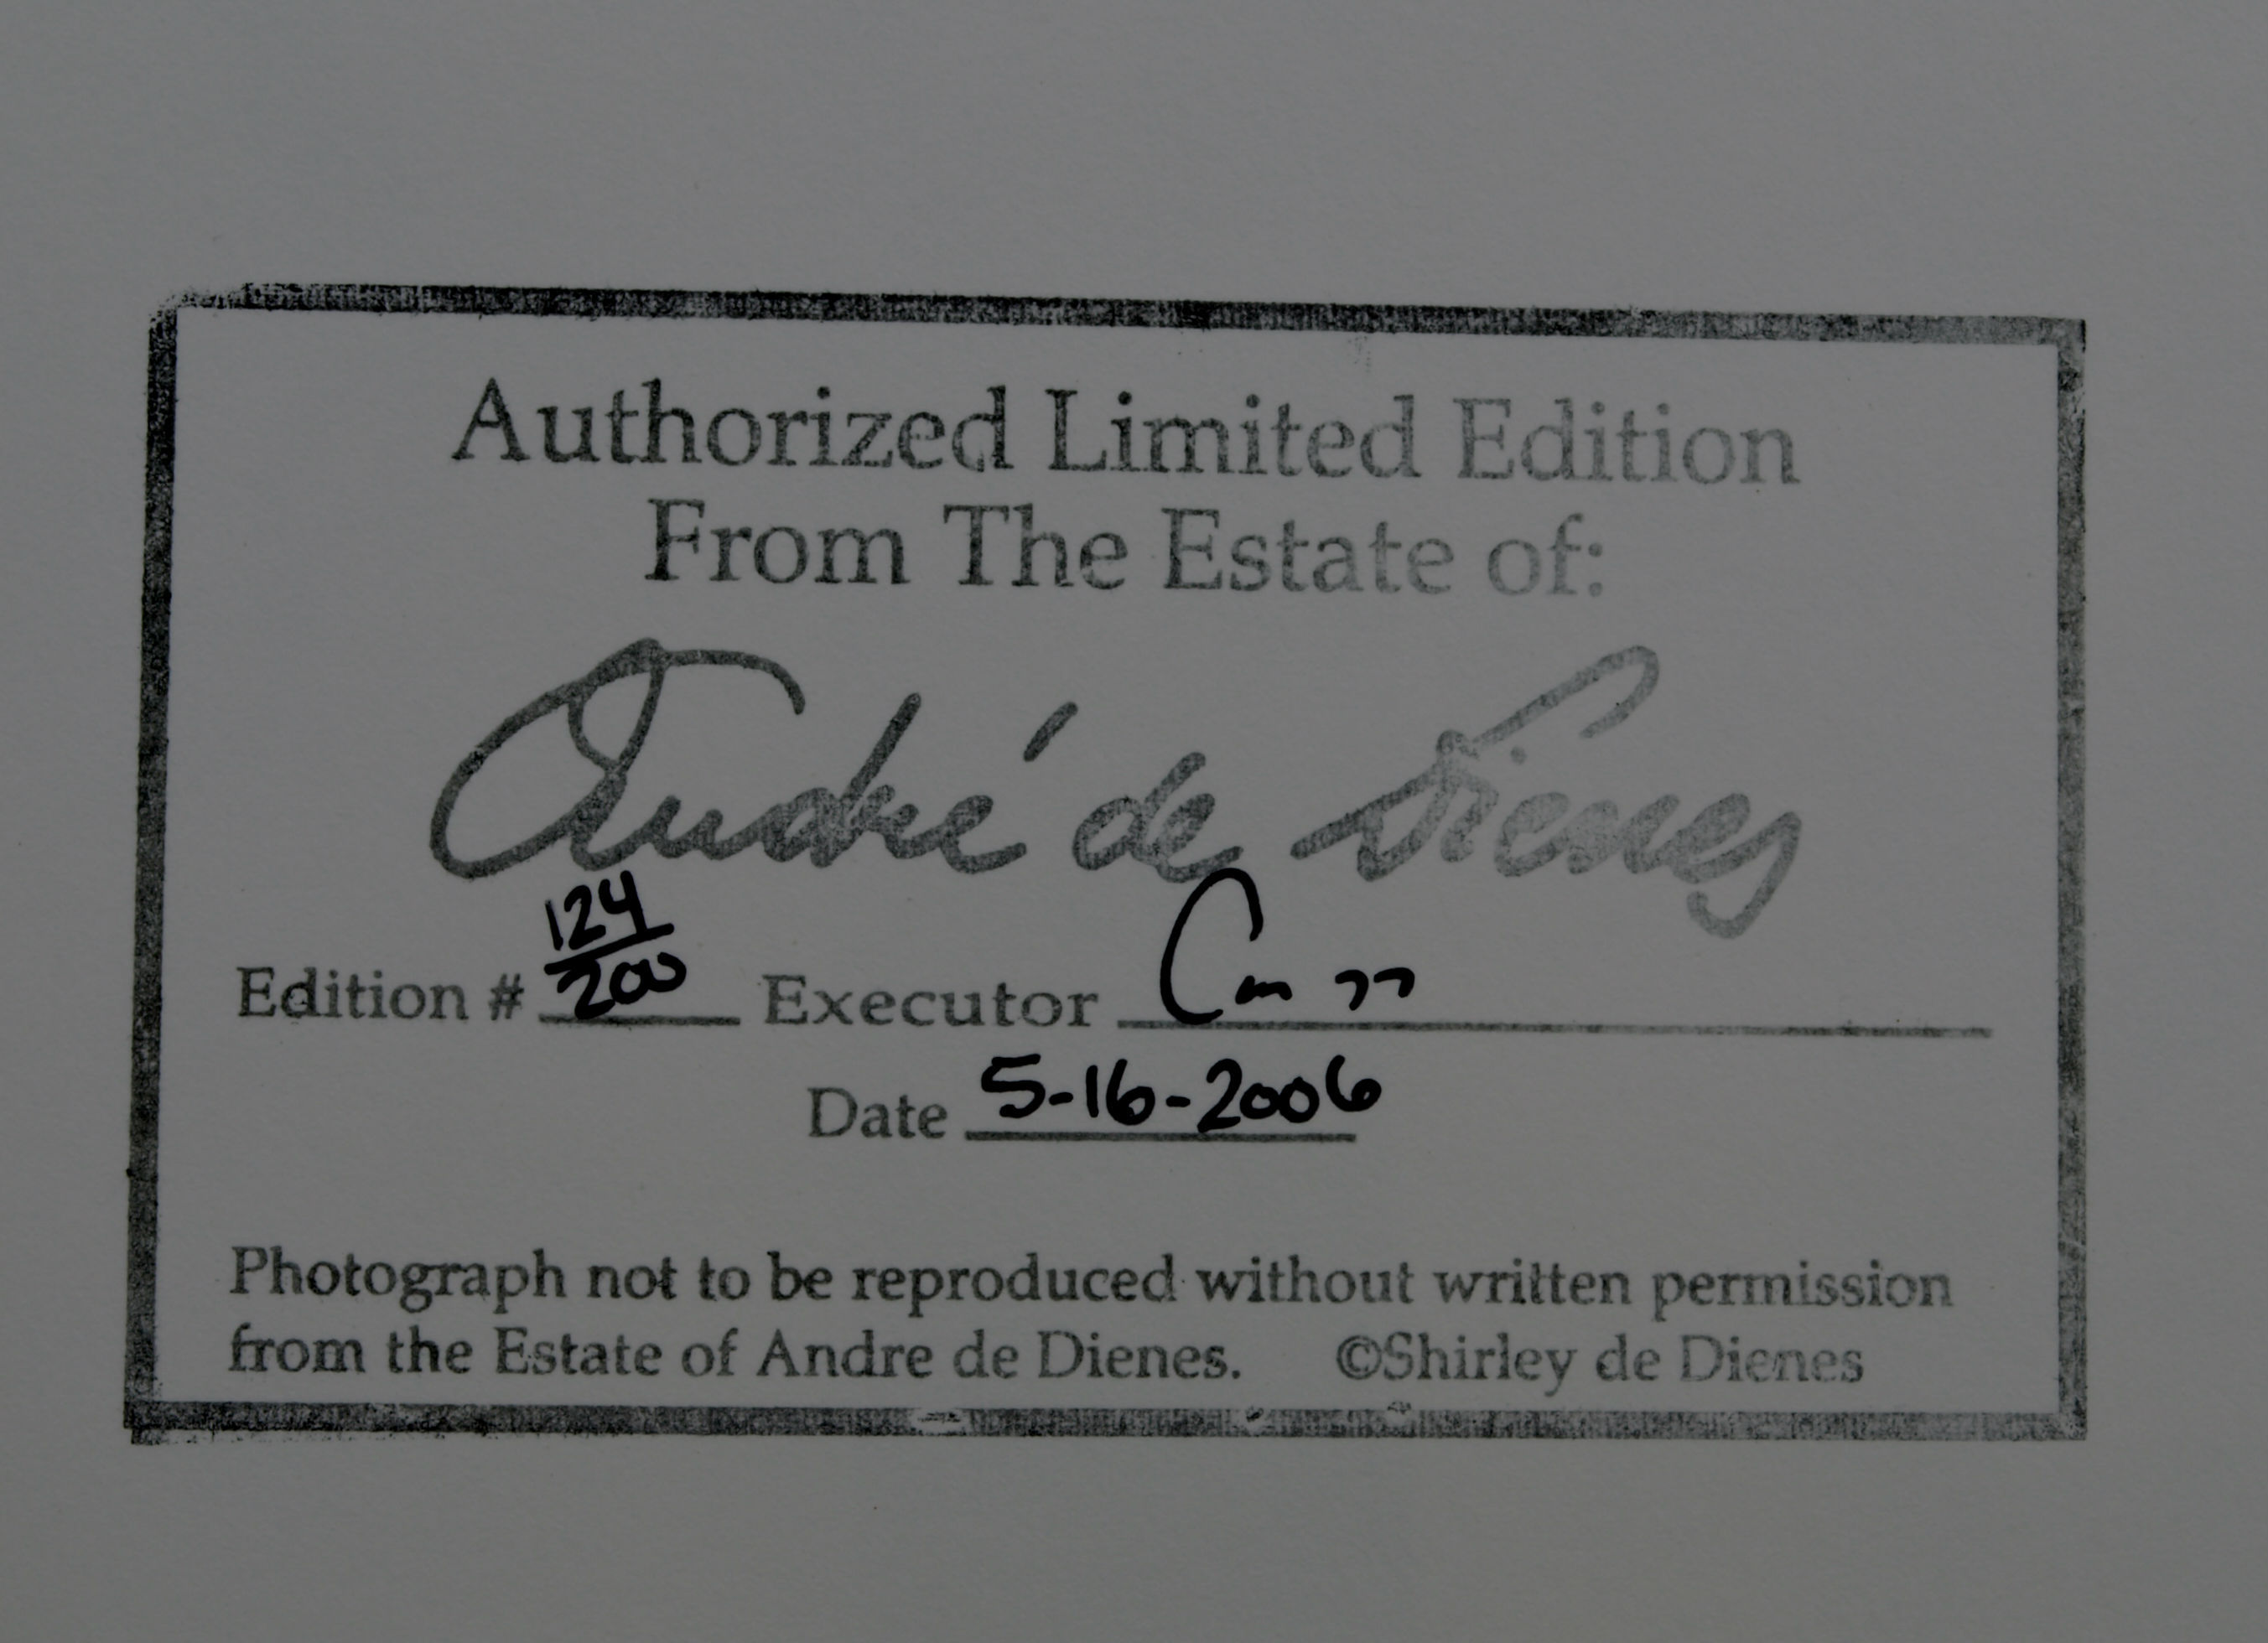 Authorized Limited Edition
From The Estate of:
André de Dienes
Edition # 124/200 Executor
Date 5-16-2006
Photograph not to be reproduced without written permission
from the Estate of Andre de Dienes. ©Shirley de Dienes